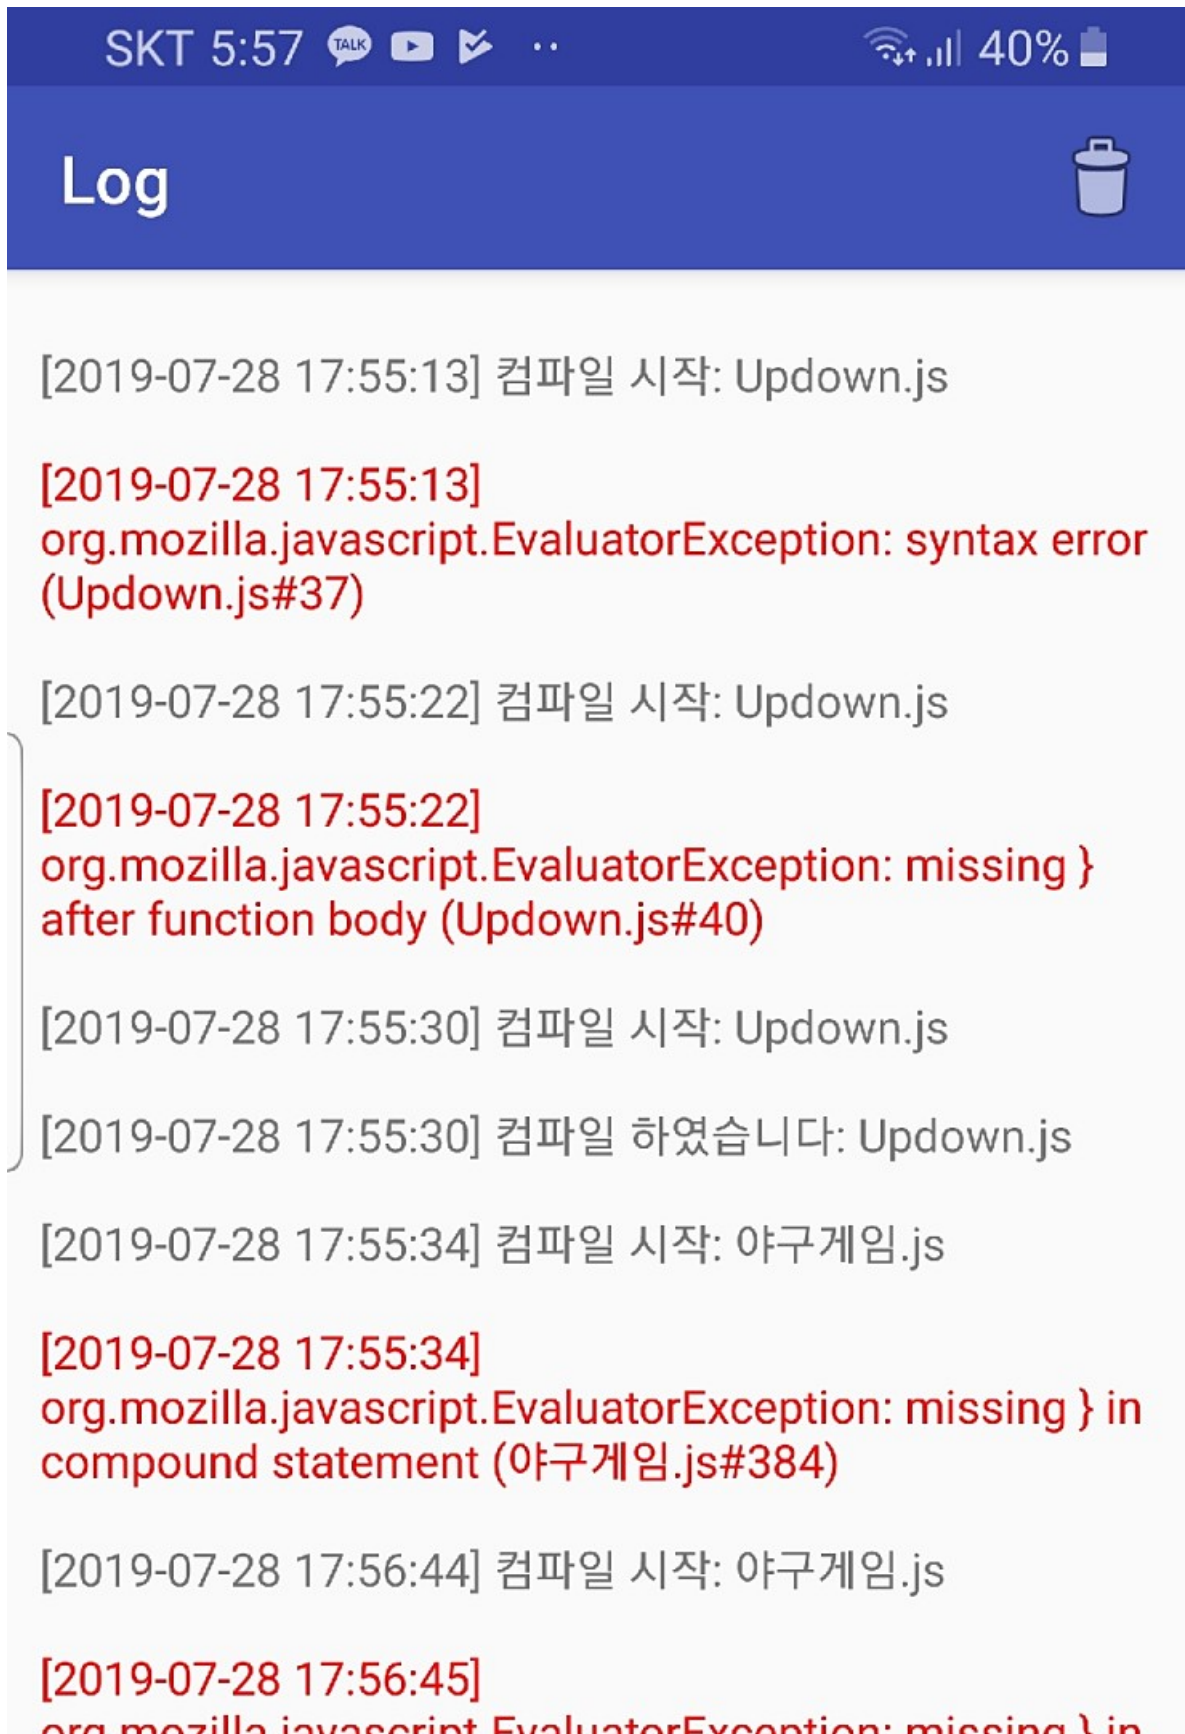 SKT 5:57 TALK 40%
Log
[2019-07-28 17:55:13] 컴파일 시작: Updown.js
[2019-07-28 17:55:13]
org.mozilla.javascript.EvaluatorException: syntax error
(Updown.js#37)
[2019-07-28 17:55:22] 컴파일 시작: Updown.js
[2019-07-28 17:55:22]
org.mozilla.javascript.EvaluatorException: missing }
after function body (Updown.js#40)
[2019-07-28 17:55:30] 컴파일 시작: Updown.js
[2019-07-28 17:55:30] 컴파일 하였습니다: Updown.js
[2019-07-28 17:55:34] 컴파일 시작: 야구게임.js
[2019-07-28 17:55:34]
org.mozilla.javascript.EvaluatorException: missing } in
compound statement (야구게임.js#384)
[2019-07-28 17:56:44] 컴파일 시작: 야구게임.js
[2019-07-28 17:56:45]
org.mozilla.javascript.EvaluatorException: missing } in